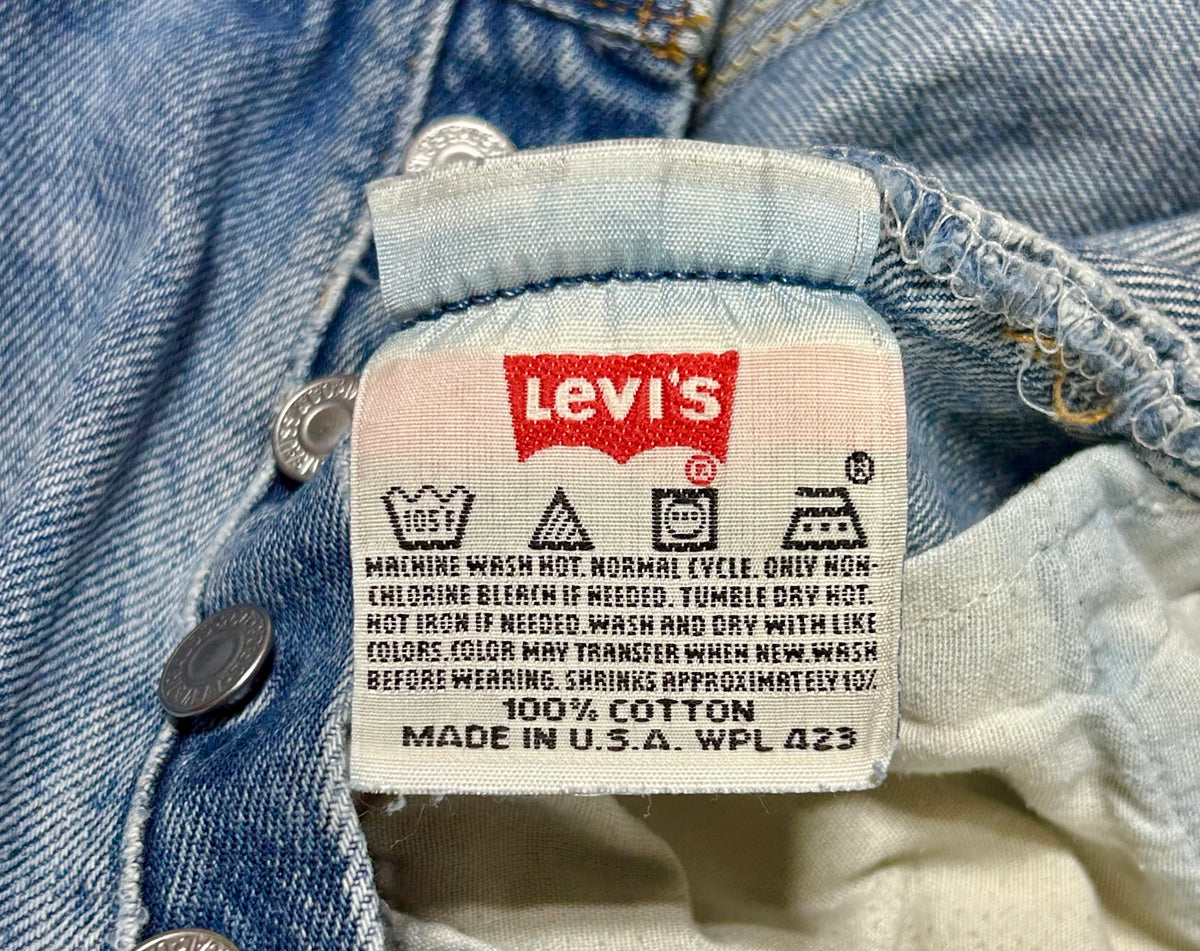 LEVI'S
®
®
105F
MACHINE WASH HOT. NORMAL CYCLE. ONLY NON-
CHLORINE BLEACH IF NEEDED. TUMBLE DRY HOT.
HOT IRON IF NEEDED. WASH AND DRY WITH LIKE
COLORS. COLOR MAY TRANSFER WHEN NEW. WASH
BEFORE WEARING. SHRINKS APPROXIMATELY 10%
100% COTTON
MADE IN U.S.A. WPL 423